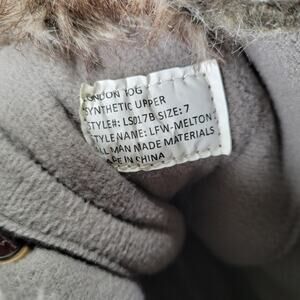 LONDON FOG
SYNTHETIC UPPER
STYLE#: LS017B SIZE: 7
STYLE NAME: LFW-MELTON
ALL MAN MADE MATERIALS
MADE IN CHINA